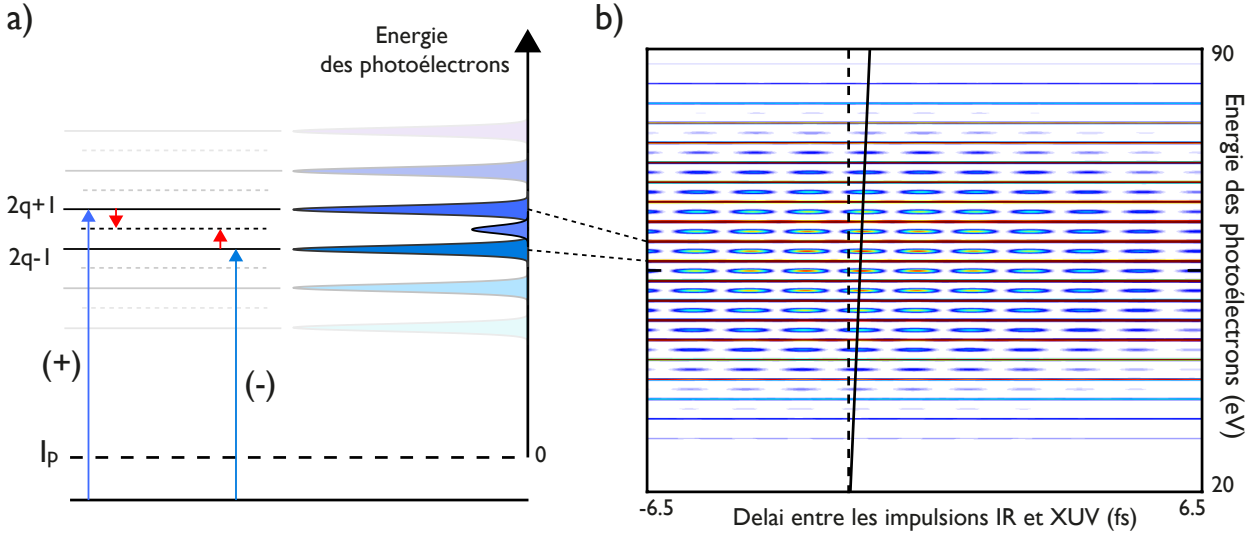 a)
Energie
des photoélectrons
2q+1
2q-1
(+)
(-)
Ip
0
b)
90
Energie des photoélectrons (eV)
20
-6.5
6.5
Delai entre les impulsions IR et XUV (fs)